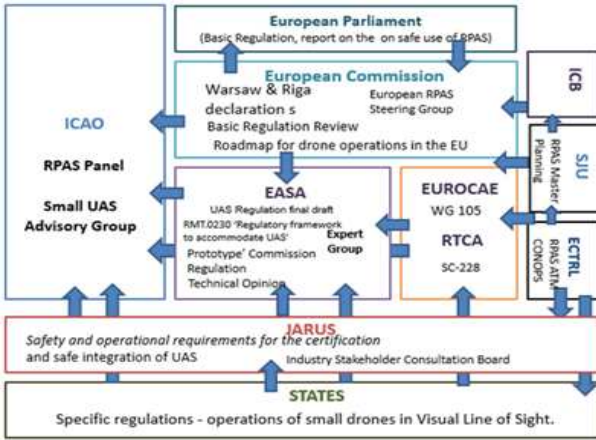 European Parliament
(Basic Regulation, report on the on safe use of RPAS)
European Commission
Warsaw & Riga
declaration s
Basic Regulation Review
European RPAS
Steering Group
Roadmap for drone operations in the EU
ICB
ICAO
RPAS Panel
Small UAS
Advisory Group
SJU
RPAS Master
Planning
EASA
UAS Regulation final draft
RMT.0230 'Regulatory framework
to accommodate UAS'
Prototype' Commission
Regulation
Technical Opinion
Expert
Group
EUROCAE
WG 105
RTCA
SC-228
ECTRL
RPAS ATM
CONOPS
JARUS
Safety and operational requirements for the certification
and safe integration of UAS
Industry Stakeholder Consultation Board
STATES
Specific regulations - operations of small drones in Visual Line of Sight.